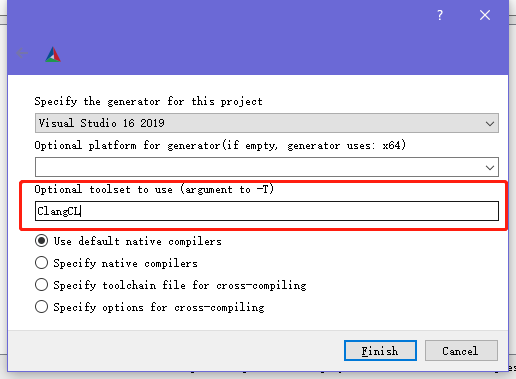 ?
Specify the generator for this project
Visual Studio 16 2019
Optional platform for generator(if empty, generator uses: x64)
Optional toolset to use (argument to -T)
ClangCL
Use default native compilers
Specify native compilers
Specify toolchain file for cross-compiling
Specify options for cross-compiling
Finish
Cancel